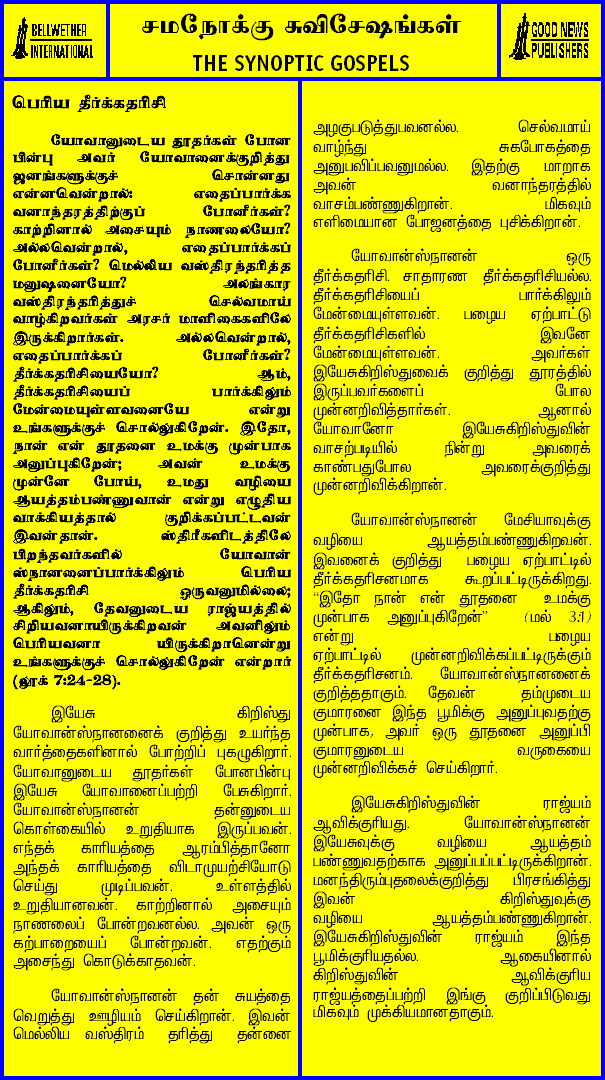 BELLWETHER
INTERNATIONAL
சமநோக்கு சுவிசேஷங்கள்
THE SYNOPTIC GOSPELS
GOOD NEWS
PUBLISHERS
பெரிய தீர்க்கதரிசி
யோவானுடைய தூதர்கள் போன
பின்பு அவர் யோவானைக்குறித்து
ஜனங்களுக்குச் சொன்னது
என்னவென்றால்: எதைப்பார்க்க
வனாந்தரத்திற்குப் போனீர்கள்?
காற்றினால் அசையும் நாணலையோ?
அல்லவென்றால், எதைப்பார்க்கப்
போனீர்கள்? மெல்லிய வஸ்திரந்தரித்த
மனுஷனையோ? அலங்கார
வஸ்திரந்தரித்துச் செல்வமாய்
வாழ்கிறவர்கள் அரசர் மாளிகைகளிலே
இருக்கிறார்கள். அல்லவென்றால்,
எதைப்பார்க்கப் போனீர்கள்?
தீர்க்கதரிசியையோ? ஆம்,
தீர்க்கதரிசியைப் பார்க்கிலும்
மேன்மையுள்ளவனையே என்று
உங்களுக்குச் சொல்லுகிறேன். இதோ,
நான் என் தூதனை உமக்கு முன்பாக
அனுப்புகிறேன்; அவன் உமக்கு
முன்னே போய், உமது வழியை
ஆயத்தம்பண்ணுவான் என்று எழுதிய
வாக்கியத்தால் குறிக்கப்பட்டவன்
இவன்தான். ஸ்திரீகளிடத்திலே
பிறந்தவர்களில் யோவான்
ஸ்நானனைப்பார்க்கிலும் பெரிய
தீர்க்கதரிசி ஒருவனுமில்லை;
ஆகிலும், தேவனுடைய ராஜ்யத்தில்
சிறியவனாயிருக்கிறவன் அவனிலும்
பெரியவனா யிருக்கிறானென்று
உங்களுக்குச் சொல்லுகிறேன் என்றார்
(லூக் 7:24-28).
இயேசு கிறிஸ்து
யோவான்ஸ்நானனைக் குறித்து உயர்ந்த
வார்த்தைகளினால் போற்றிப் புகழுகிறார்.
யோவானுடைய தூதர்கள் போனபின்பு
இயேசு யோவானைப்பற்றி பேசுகிறார்.
யோவான்ஸ்நானன் தன்னுடைய
கொள்கையில் உறுதியாக இருப்பவன்.
எந்தக் காரியத்தை ஆரம்பித்தானோ
அந்தக் காரியத்தை விடாமுயற்சியோடு
செய்து முடிப்பவன். உள்ளத்தில்
உறுதியானவன். காற்றினால் அசையும்
நாணலைப் போன்றவனல்ல. அவன் ஒரு
கற்பாறையைப் போன்றவன். எதற்கும்
அசைந்து கொடுக்காதவன்.
யோவான்ஸ்நானன் தன் சுயத்தை
வெறுத்து ஊழியம் செய்கிறான். இவன்
மெல்லிய வஸ்திரம் தரித்து தன்னை
அழகுபடுத்துபவனல்ல. செல்வமாய்
வாழ்ந்து சுகபோகத்தை
அனுபவிப்பவனுமல்ல. இதற்கு மாறாக
அவன் வனாந்தரத்தில்
வாசம்பண்ணுகிறான். மிகவும்
எளிமையான போஜனத்தை புசிக்கிறான்.
யோவான்ஸ்நானன் ஒரு
தீர்க்கதரிசி. சாதாரண தீர்க்கதரிசியல்ல.
தீர்க்கதரிசியைப் பார்க்கிலும்
மேன்மையுள்ளவன். பழைய ஏற்பாட்டு
தீர்க்கதரிசிகளில் இவனே
மேன்மையுள்ளவன். அவர்கள்
இயேசுகிறிஸ்துவைக் குறித்து தூரத்தில்
இருப்பவர்களைப் போல
முன்னறிவித்தார்கள். ஆனால்
யோவானோ இயேசுகிறிஸ்துவின்
வாசற்படியில் நின்று அவரைக்
காண்பதுபோல அவரைக்குறித்து
முன்னறிவிக்கிறான்.
யோவான்ஸ்நானன் மேசியாவுக்கு
வழியை ஆயத்தம்பண்ணுகிறவன்.
இவனைக் குறித்து பழைய ஏற்பாட்டில்
தீர்க்கதரிசனமாக கூறப்பட்டிருக்கிறது.
“இதோ நான் என் தூதனை உமக்கு
முன்பாக அனுப்புகிறேன்” (மல் 3:1)
என்று பழைய
ஏற்பாட்டில் முன்னறிவிக்கப்பட்டிருக்கும்
தீர்க்கதரிசனம். யோவான்ஸ்நானனைக்
குறித்ததாகும். தேவன் தம்முடைய
குமாரனை இந்த பூமிக்கு அனுப்புவதற்கு
முன்பாக, அவர் ஒரு தூதனை அனுப்பி
குமாரனுடைய வருகையை
முன்னறிவிக்கச் செய்கிறார்.
இயேசுகிறிஸ்துவின் ராஜ்யம்
ஆவிக்குரியது. யோவான்ஸ்நானன்
இயேசுவுக்கு வழியை ஆயத்தம்
பண்ணுவதற்காக அனுப்பப்பட்டிருக்கிறான்.
மனந்திரும்புதலைக்குறித்து பிரசங்கித்து
இவன் கிறிஸ்துவுக்கு
வழியை ஆயத்தம்பண்ணுகிறான்.
இயேசுகிறிஸ்துவின் ராஜ்யம் இந்த
பூமிக்குரியதல்ல. ஆகையினால்
கிறிஸ்துவின் ஆவிக்குரிய
ராஜ்யத்தைப்பற்றி இங்கு குறிப்பிடுவது
மிகவும் முக்கியமானதாகும்.